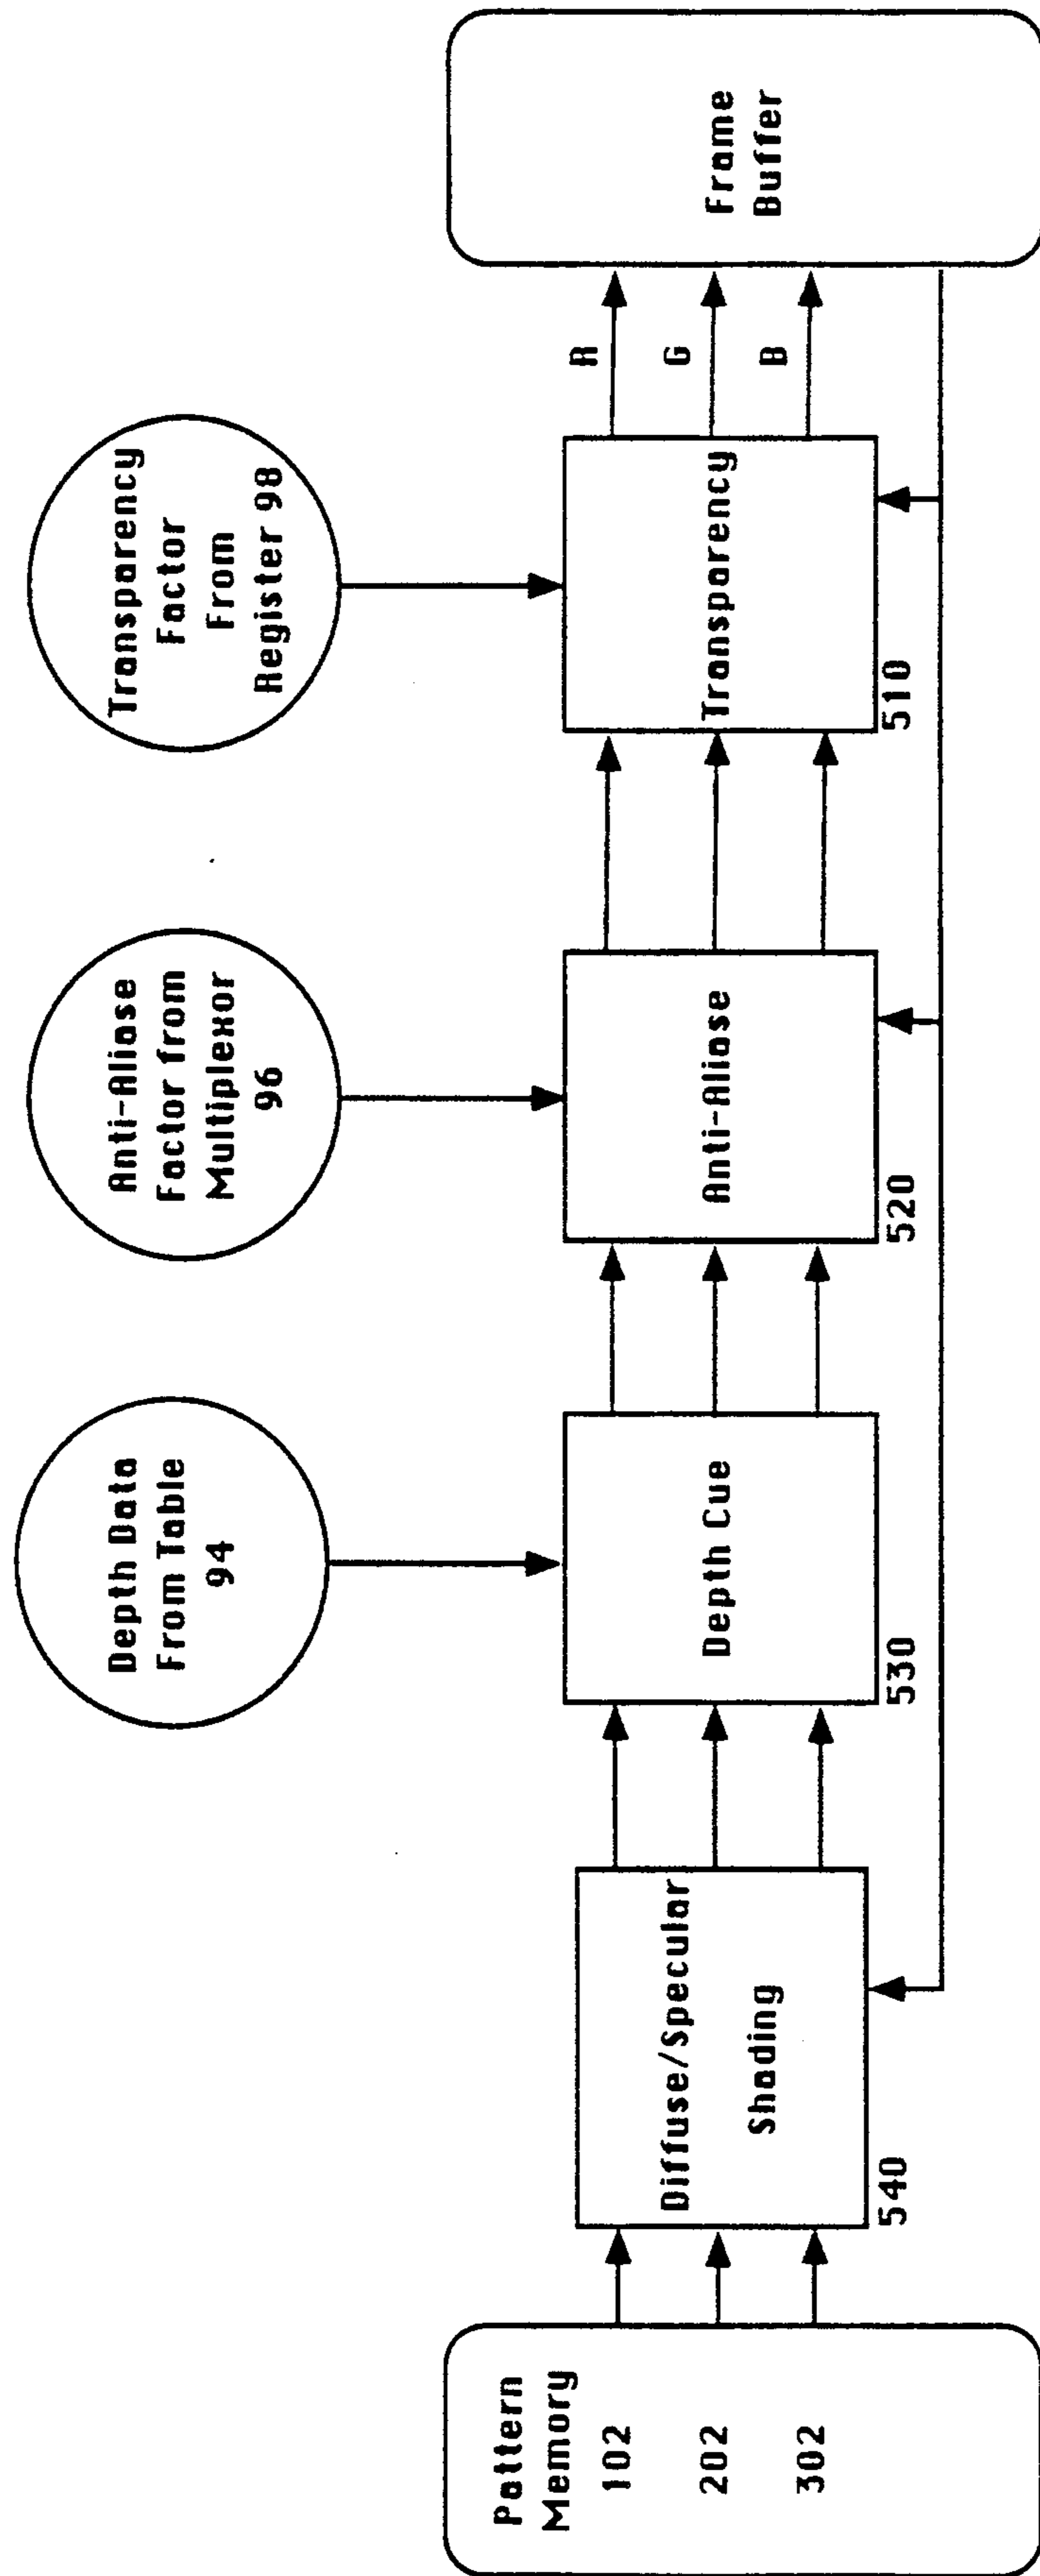 Depth Data
From Table
94
Anti-Aliase
Factor from
Multiplexor
96
Transparency
Factor
From
Register 98
Pattern
Memory
102
202
302
Diffuse/Specular
Shading
540
Depth Cue
530
Anti-Aliase
520
Transparency
510
R
G
B
Frame
Buffer